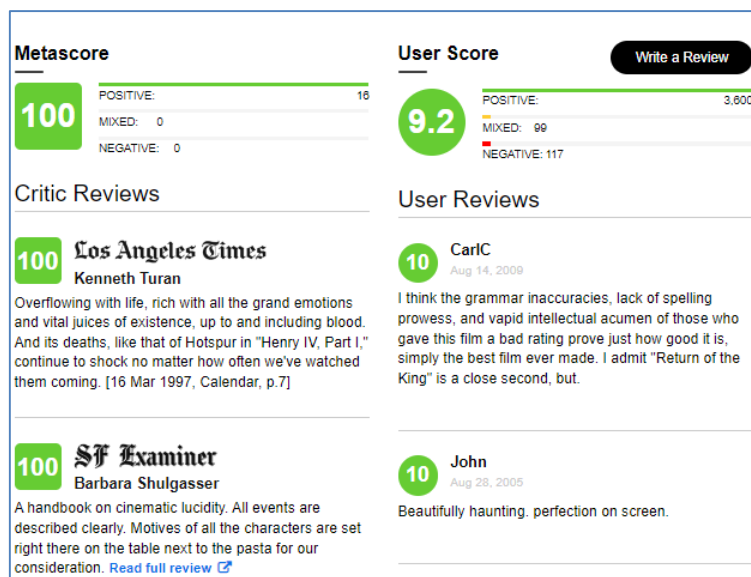 Metascore
100
POSITIVE: 16
MIXED: 0
NEGATIVE: 0
Critic Reviews
100
Los Angeles Times
Kenneth Turan
Overflowing with life, rich with all the grand emotions
and vital juices of existence, up to and including blood.
And its deaths, like that of Hotspur in "Henry IV, Part I,"
continue to shock no matter how often we've watched
them coming. [16 Mar 1997, Calendar, p.7]
100
SF Examiner
Barbara Shulgasser
A handbook on cinematic lucidity. All events are
described clearly. Motives of all the characters are set
right there on the table next to the pasta for our
consideration. Read full review
User Score
Write a Review
9.2
POSITIVE: 3,600
MIXED: 99
NEGATIVE: 117
User Reviews
10
CarlC
Aug 14, 2009
I think the grammar inaccuracies, lack of spelling
prowess, and vapid intellectual acumen of those who
gave this film a bad rating prove just how good it is,
simply the best film ever made. I admit "Return of the
King" is a close second, but.
10
John
Aug 28, 2005
Beautifully haunting. perfection on screen.